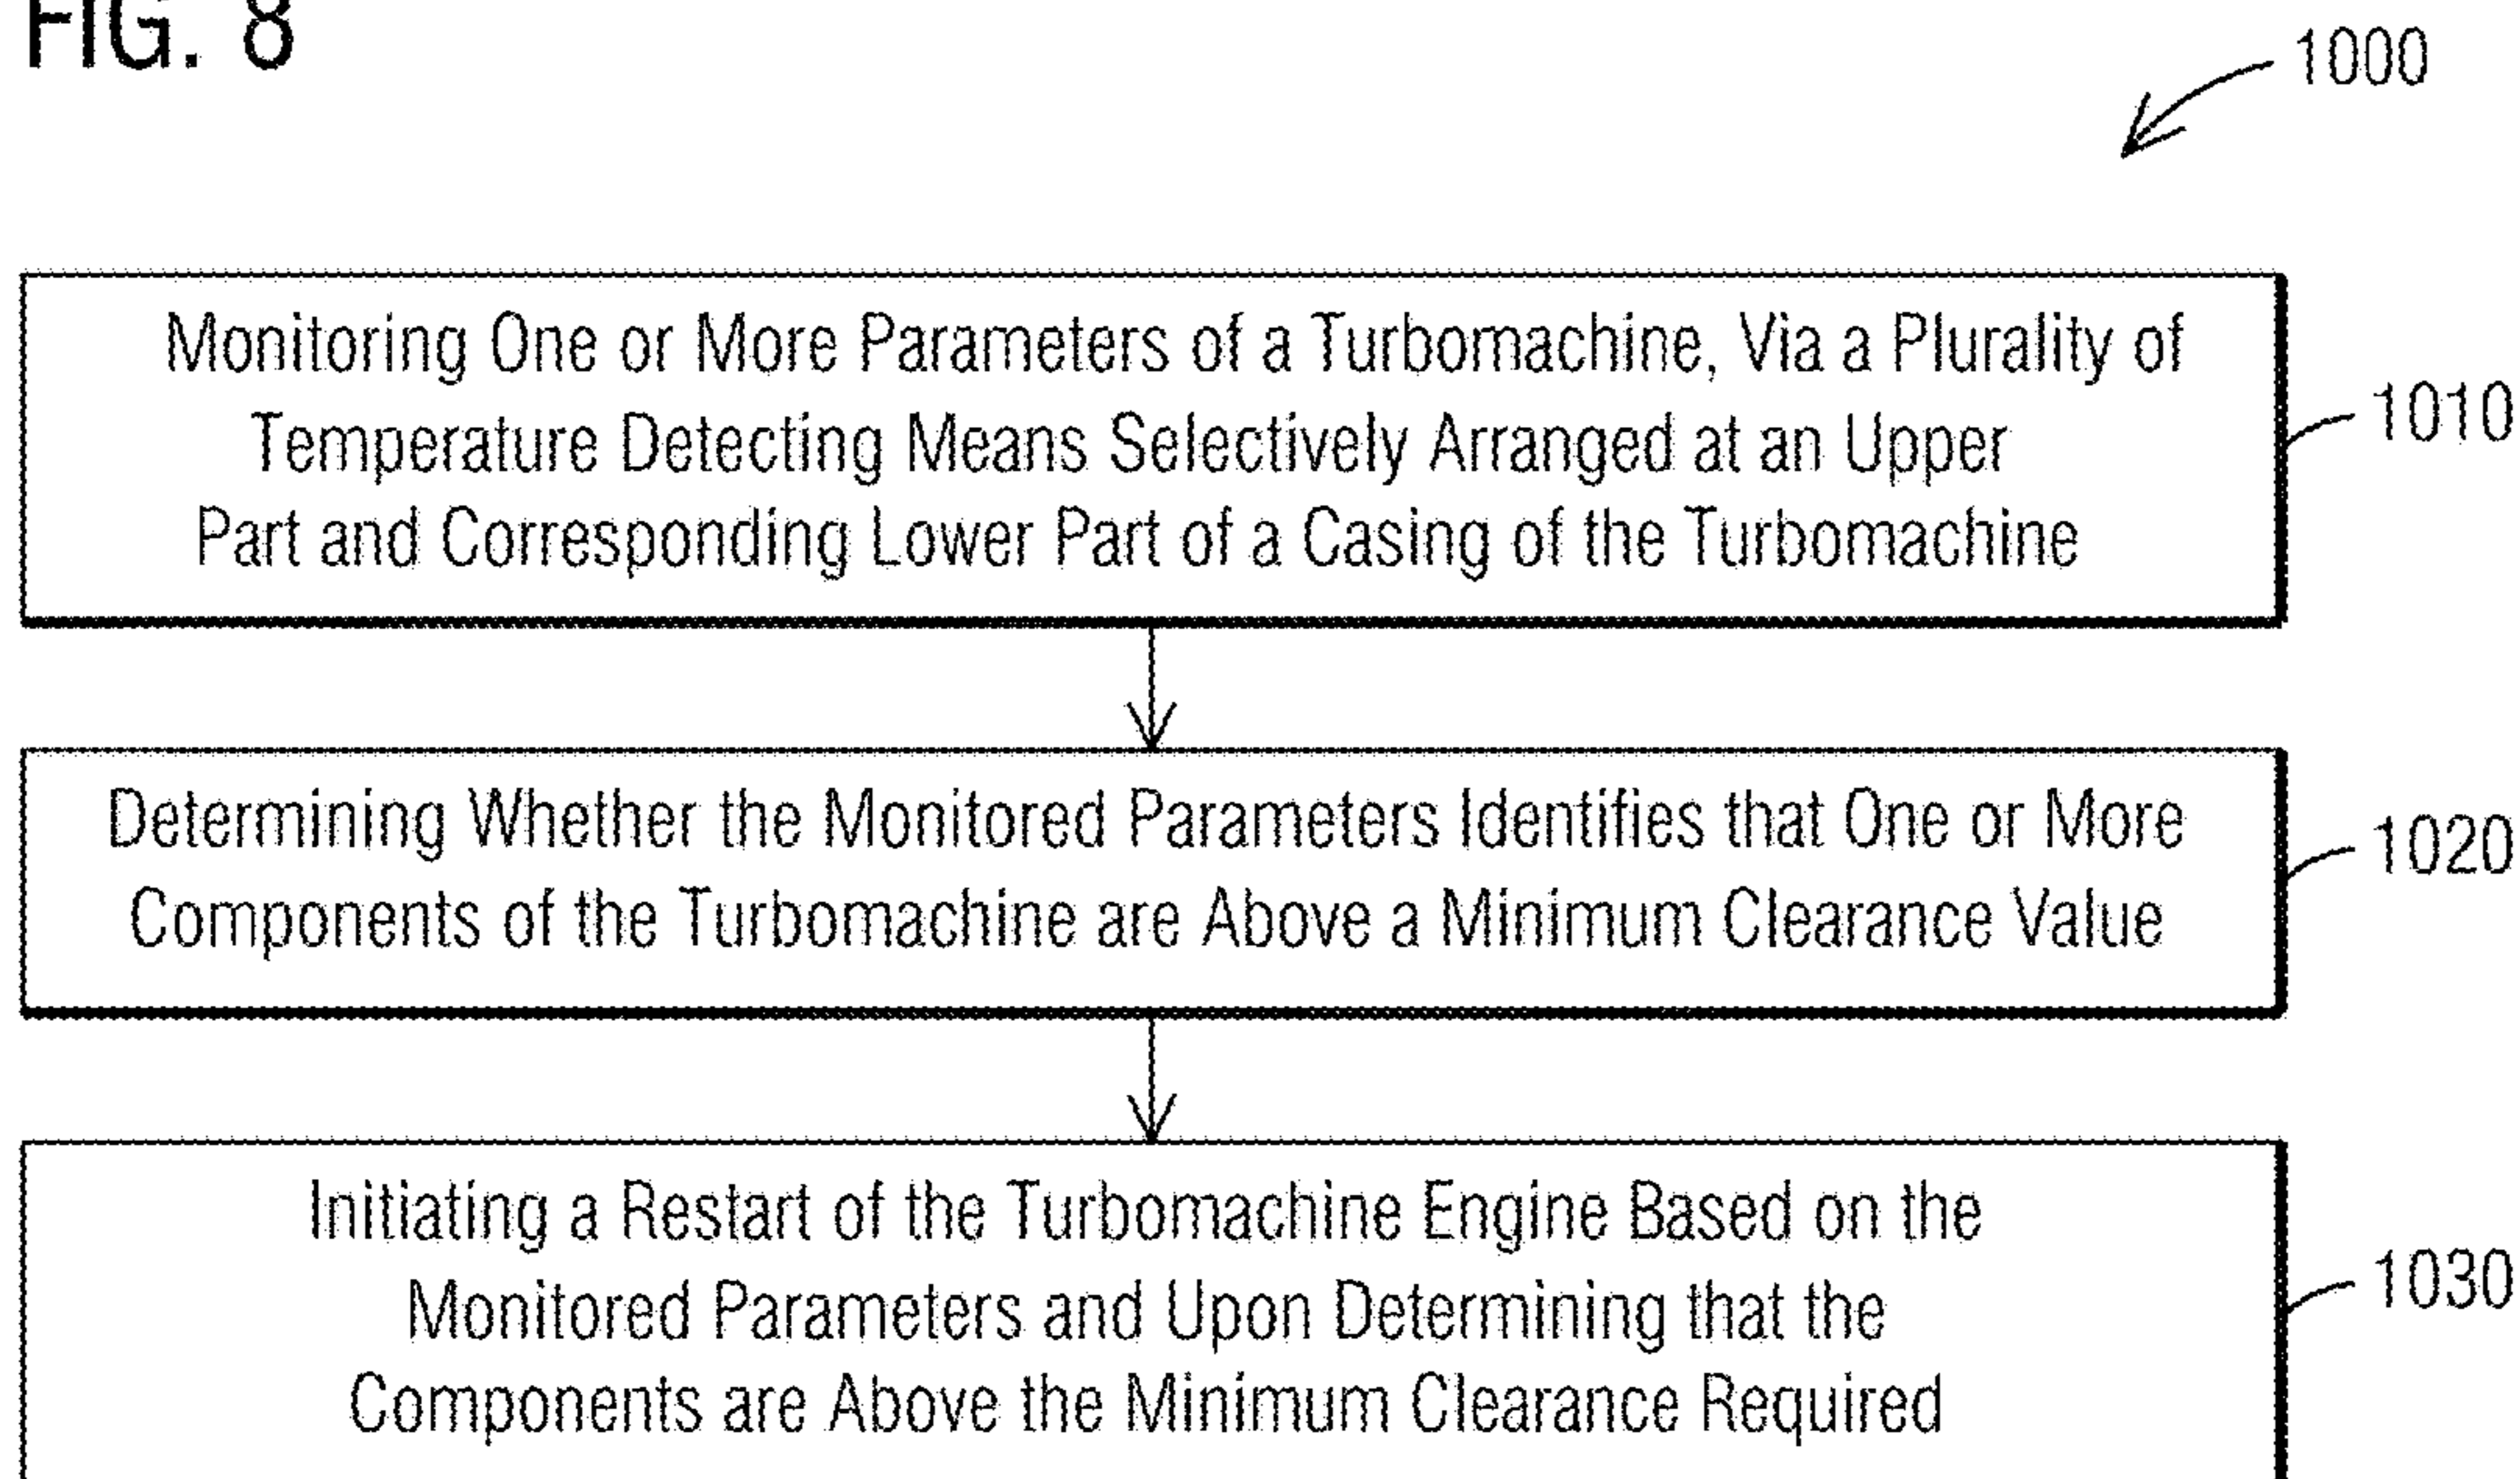 FIG. 8
1000
Monitoring One or More Parameters of a Turbomachine, Via a Plurality of
Temperature Detecting Means Selectively Arranged at an Upper
Part and Corresponding Lower Part of a Casing of the Turbomachine
1010
Determining Whether the Monitored Parameters Identifies that One or More
Components of the Turbomachine are Above a Minimum Clearance Value
1020
Initiating a Restart of the Turbomachine Engine Based on the
Monitored Parameters and Upon Determining that the
Components are Above the Minimum Clearance Required
1030